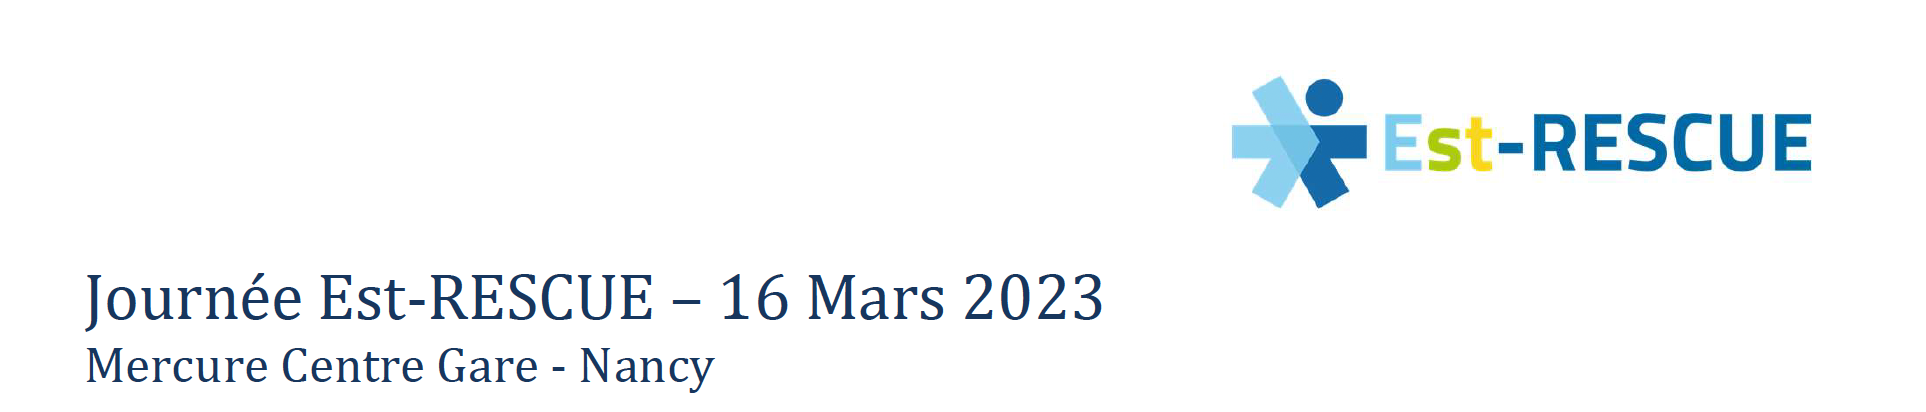 Est-RESCUE
Journée Est-RESCUE – 16 Mars 2023
Mercure Centre Gare - Nancy